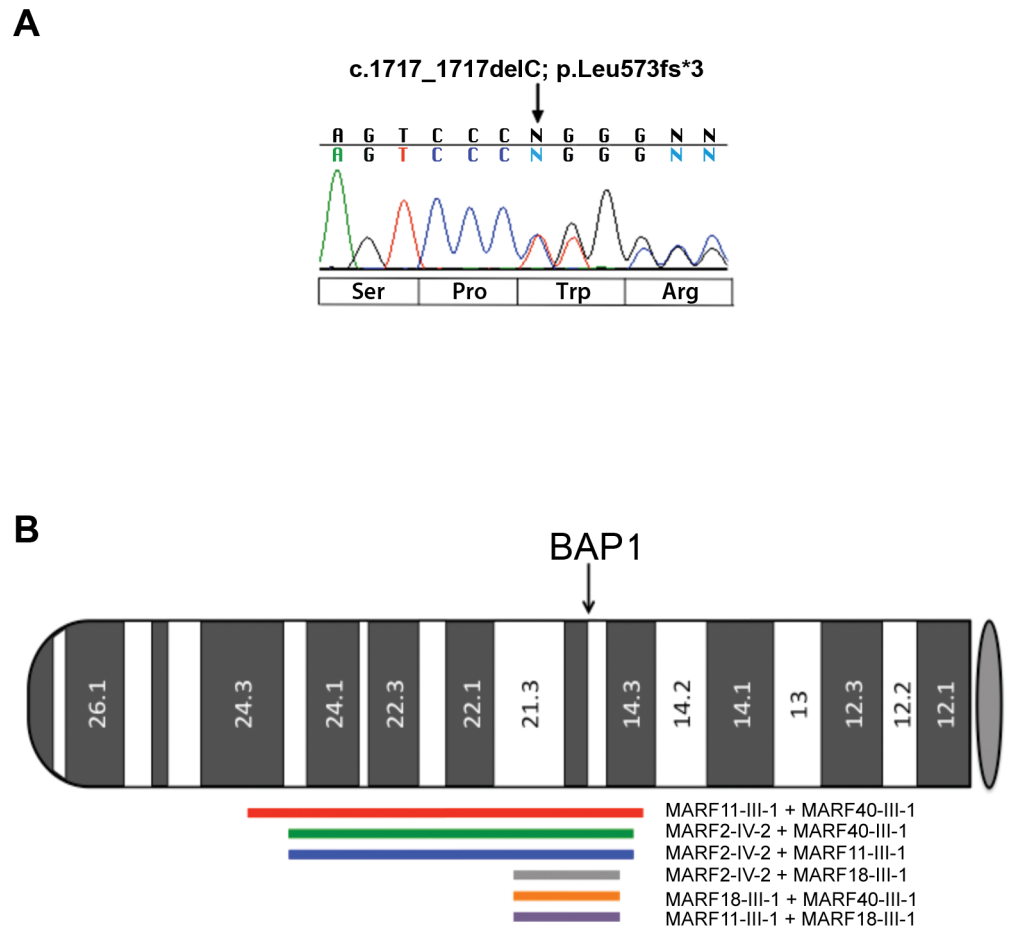 A
c.1717_1717delC; p.Leu573fs*3
A G T C C C N G G G N N
A G T C C C N G G G N N
Ser Pro Trp Arg
B
BAP1
26.1 24.3 24.1 22.3 22.1 21.3 14.3 14.2 14.1 13 12.3 12.2 12.1
MARF11-III-1 + MARF40-III-1
MARF2-IV-2 + MARF40-III-1
MARF2-IV-2 + MARF11-III-1
MARF2-IV-2 + MARF18-III-1
MARF18-III-1 + MARF40-III-1
MARF11-III-1 + MARF18-III-1